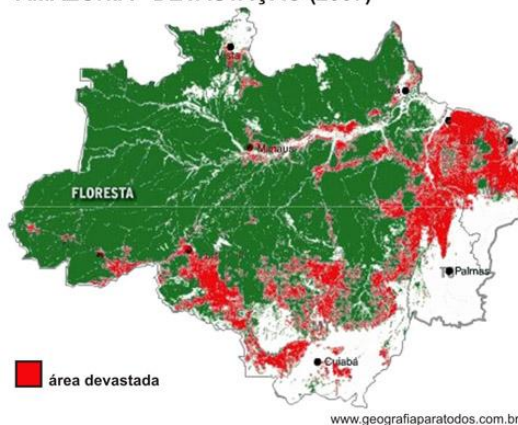 FLORESTA
Manaus
Palmas
Cuiabá
área devastada
www.geografiaparatodos.com.br